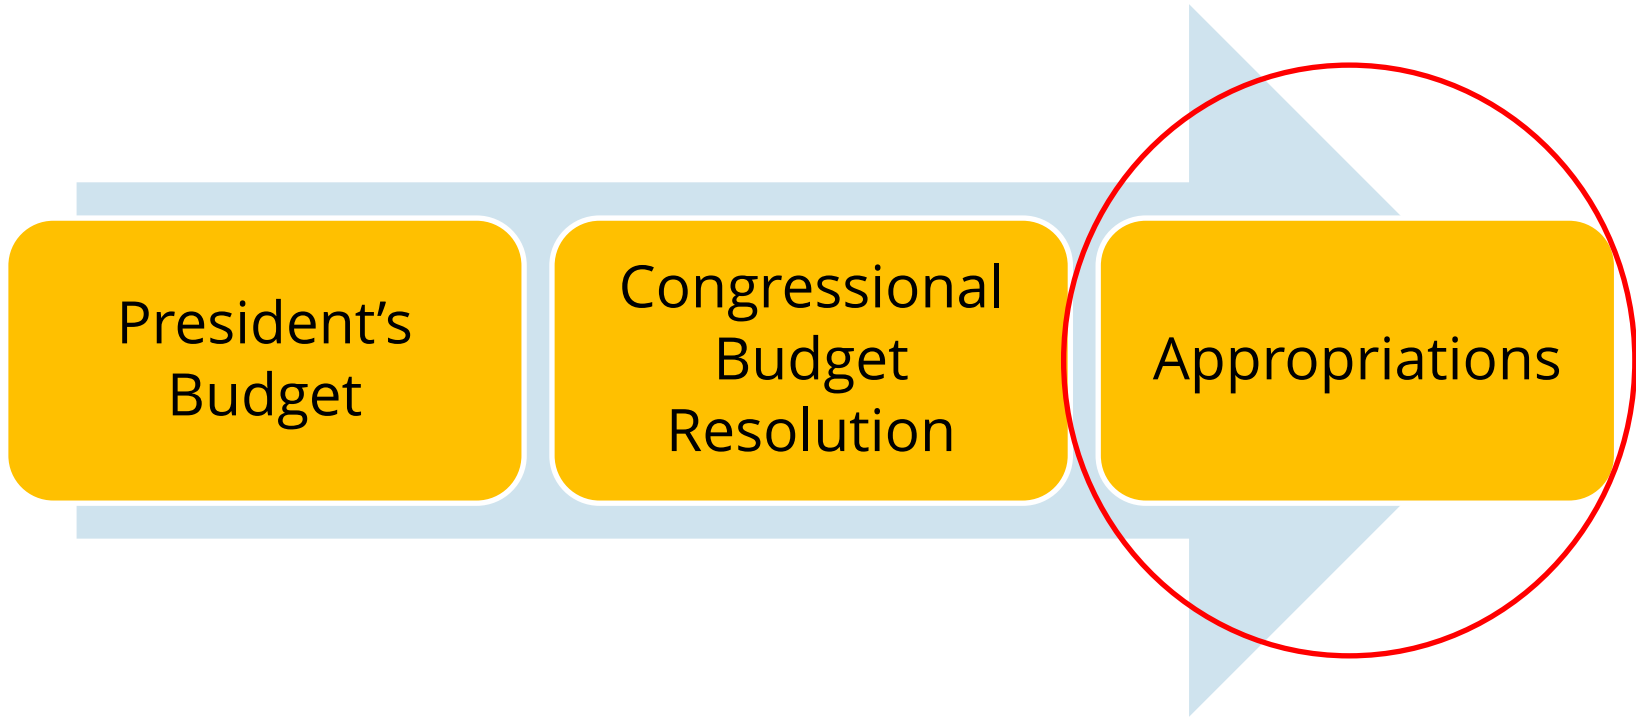 President’s
Budget
Congressional
Budget
Resolution
Appropriations